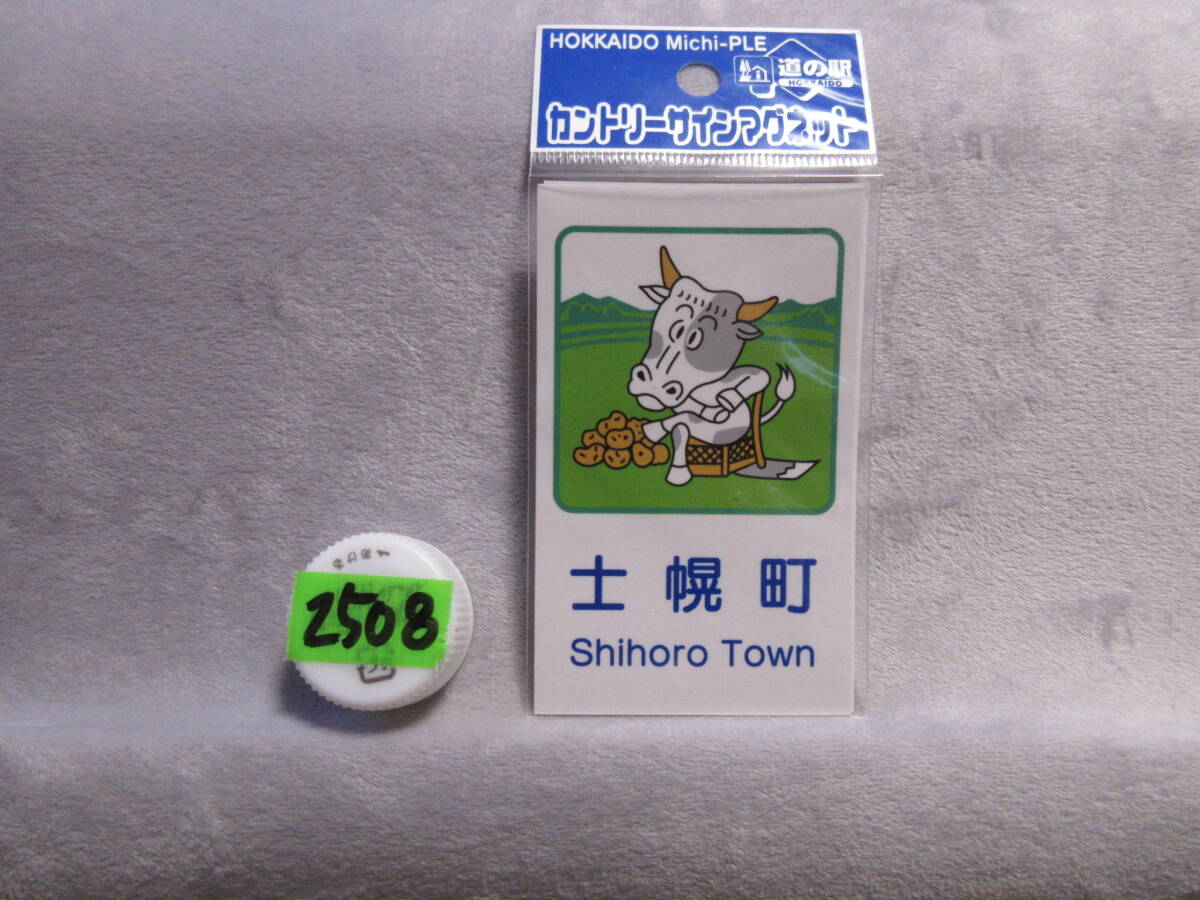 HOKKAIDO Michi-PLE
道の駅
HOKKAIDO
カントリーサインマグネット
士幌町
Shihoro Town
2508